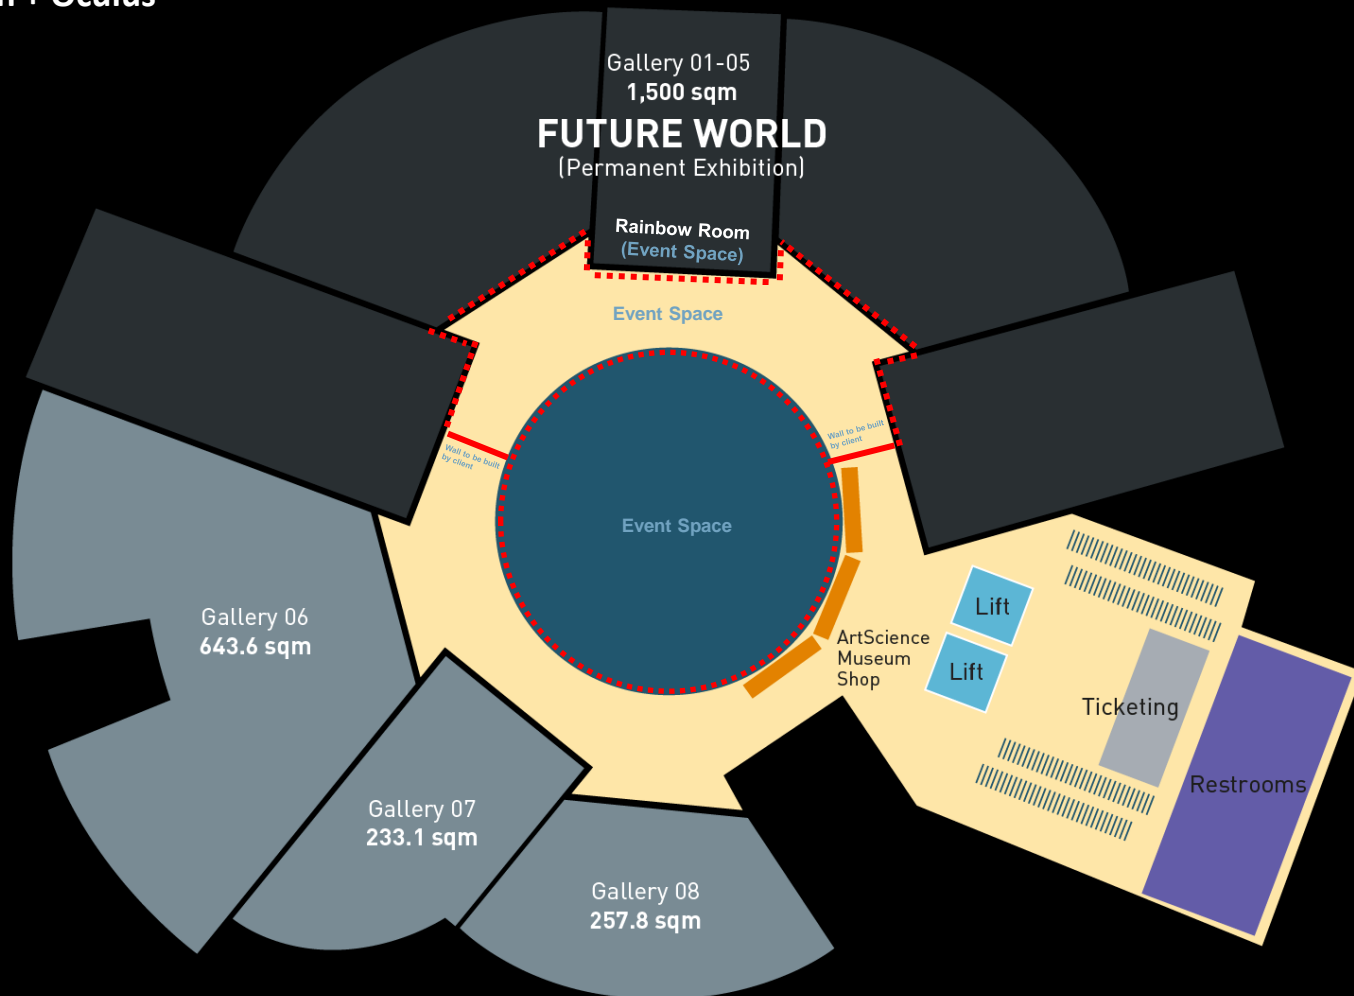 + Oculus
Gallery 01-05
1,500 sqm
FUTURE WORLD
(Permanent Exhibition)
Rainbow Room
(Event Space)
Event Space
Wall to be built
by client
Wall to be built
by client
Event Space
Gallery 06
643.6 sqm
Lift
Lift
ArtScience
Museum
Shop
Ticketing
Restrooms
Gallery 07
233.1 sqm
Gallery 08
257.8 sqm